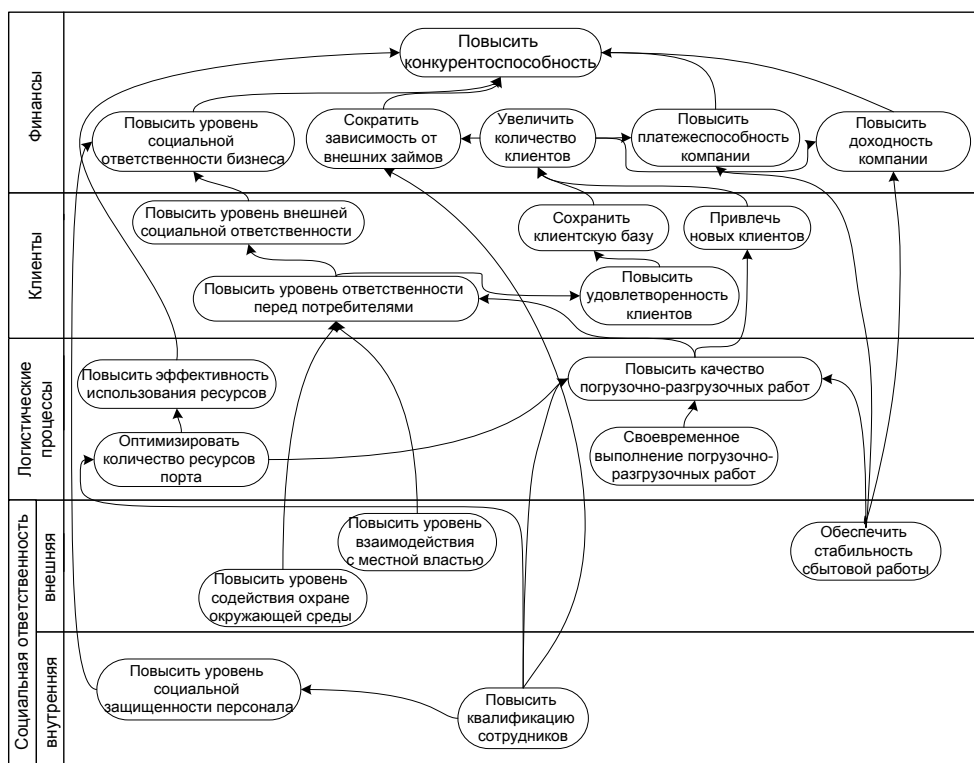 Финансы
Повысить
конкурентоспособность
Повысить уровень
социальной
ответственности бизнеса
Сократить
зависимость от
внешних займов
Увеличить
количество
клиентов
Повысить
платежеспособность
компании
Повысить
доходность
компании
Клиенты
Повысить уровень внешней
социальной ответственности
Сохранить
клиентскую базу
Привлечь
новых клиентов
Повысить уровень ответственности
перед потребителями
Повысить
удовлетворенность
клиентов
Логистические
процессы
Повысить эффективность
использования ресурсов
Повысить качество
погрузочно-разгрузочных работ
Оптимизировать
количество ресурсов
порта
Своевременное
выполнение погрузочно-
разгрузочных работ
Социальная ответственность
внешняя
Повысить уровень
взаимодействия
с местной властью
Обеспечить
стабильность
сбытовой работы
Повысить уровень
содействия охране
окружающей среды
внутренняя
Повысить уровень
социальной
защищенности персонала
Повысить
квалификацию
сотрудников